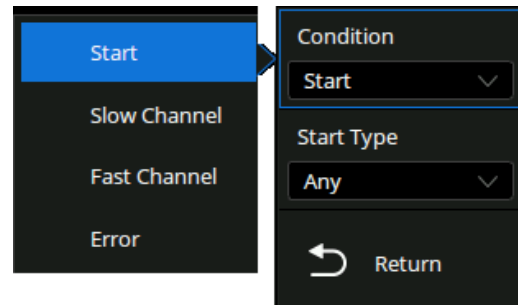 Start
Slow Channel
Fast Channel
Error
Condition
Start
Start Type
Any
Return